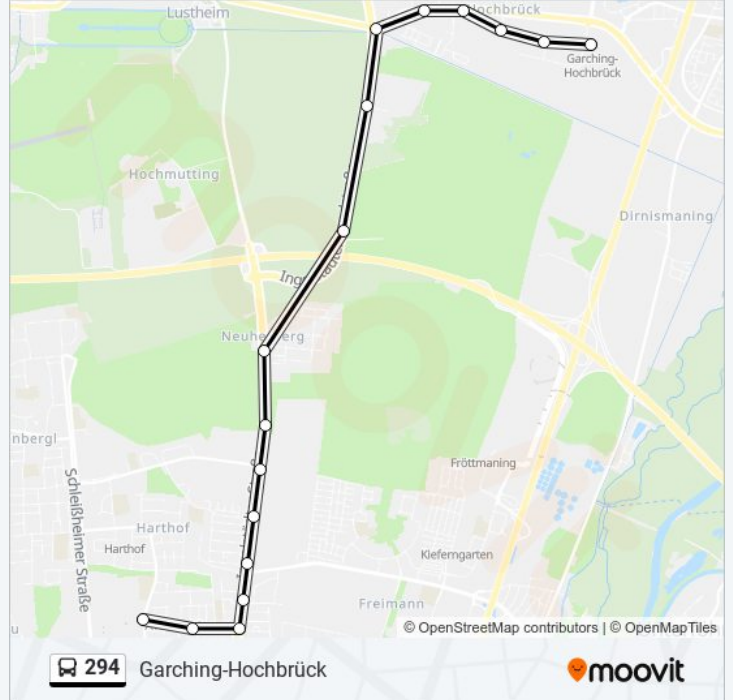 Lustheim
Hochbrück
Garching-
Hochbrück
Hochmutting
Dirnismaning
Neuherberg
nbergl
Fröttmaning
Schleißheimer Straße
Harthof
Harthof
Kieferngarten
Freimann
u
© OpenStreetMap contributors | © OpenMapTiles
294 Garching-Hochbrück
moovit